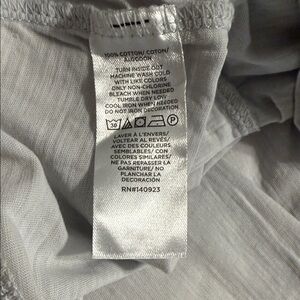 100% COTTON/ COTON/
ALGODON
TURN INSIDE OUT
MACHINE WASH COLD
WITH LIKE COLORS
ONLY NON-CHLORINE
BLEACH WHEN NEEDED
TUMBLE DRY LOW
COOL IRON WHEN NEEDED
DO NOT IRON DECORATION
30 P
LAVER À L'ENVERS/
VOLTEAR AL REVÉS/
AVEC DES COULEURS
SEMBLABLES/ CON
COLORES SIMILARES/
NE PAS REPASSER LA
GARNITURE/ NO
PLANCHAR LA
DECORACIÓN
RN#140923